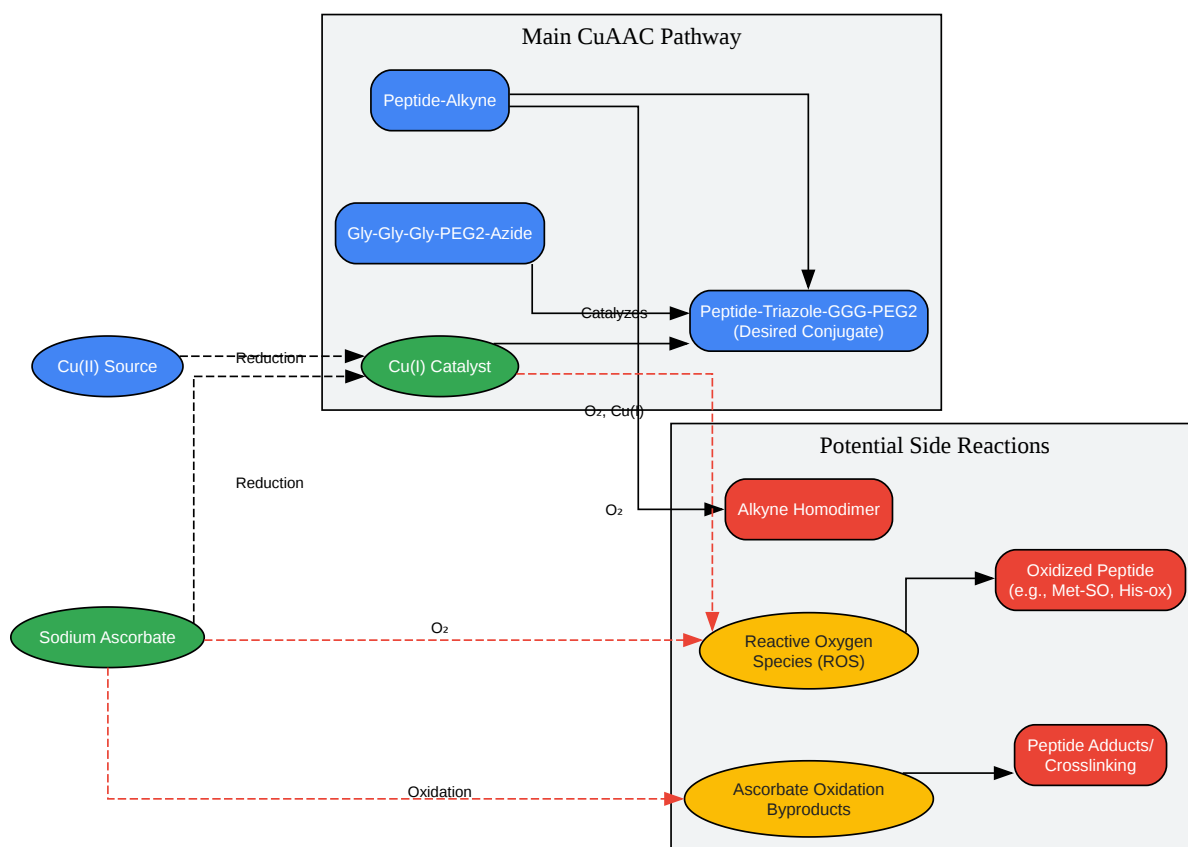 Main CuAAC Pathway
Peptide-Alkyne
Gly-Gly-Gly-PEG2-Azide
Catalyzes
Peptide-Triazole-GGG-PEG2
(Desired Conjugate)
Cu(II) Source
Reduction
Cu(I) Catalyst
O₂, Cu(I)
Potential Side Reactions
Reduction
O₂
Alkyne Homodimer
Oxidized Peptide
(e.g., Met-SO, His-ox)
Sodium Ascorbate
O₂
Reactive Oxygen
Species (ROS)
Peptide Adducts/
Crosslinking
Oxidation
Ascorbate Oxidation
Byproducts